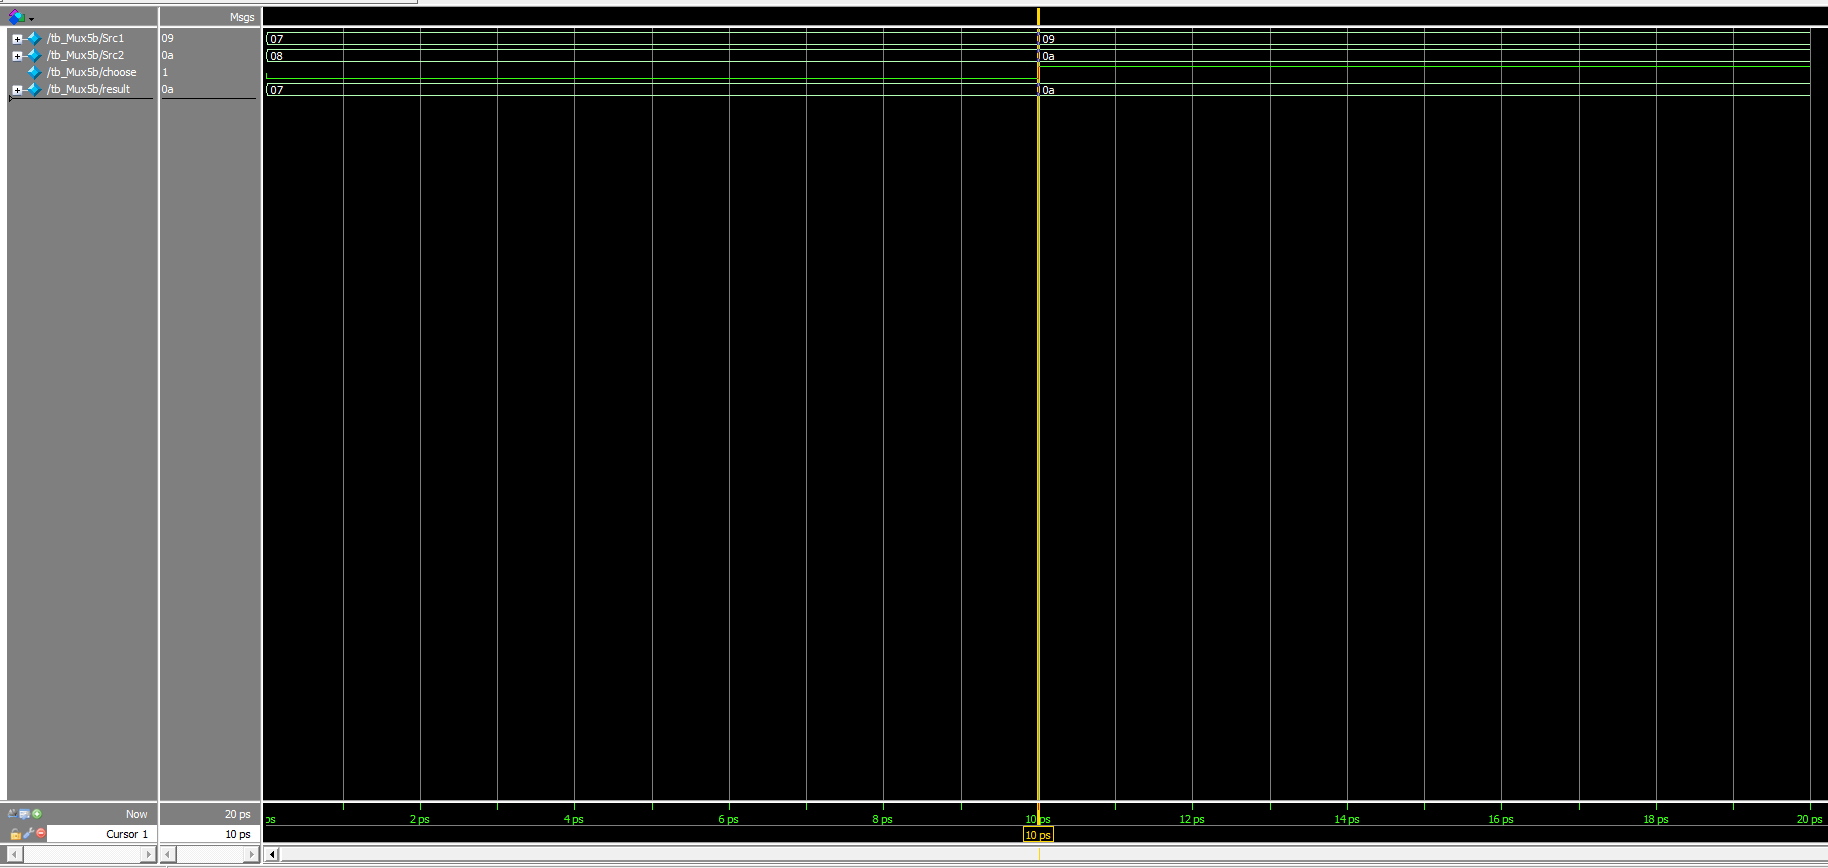 Msgs
/tb_Mux5b/Src1 09 07 09
/tb_Mux5b/Src2 0a 08 0a
/tb_Mux5b/choose 1
/tb_Mux5b/result 0a 07 0a
Now 20 ps ps 2 ps 4 ps 6 ps 8 ps 10 ps 12 ps 14 ps 16 ps 18 ps 20 ps
Cursor 1 10 ps 10 ps